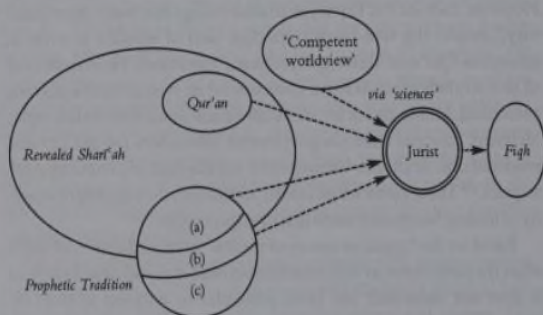 ‘Competent
worldview’
Qur’an
via ‘sciences’
Revealed Sharī‘ah
Jurist
Fiqh
(a)
(b)
Prophetic Tradition
(c)